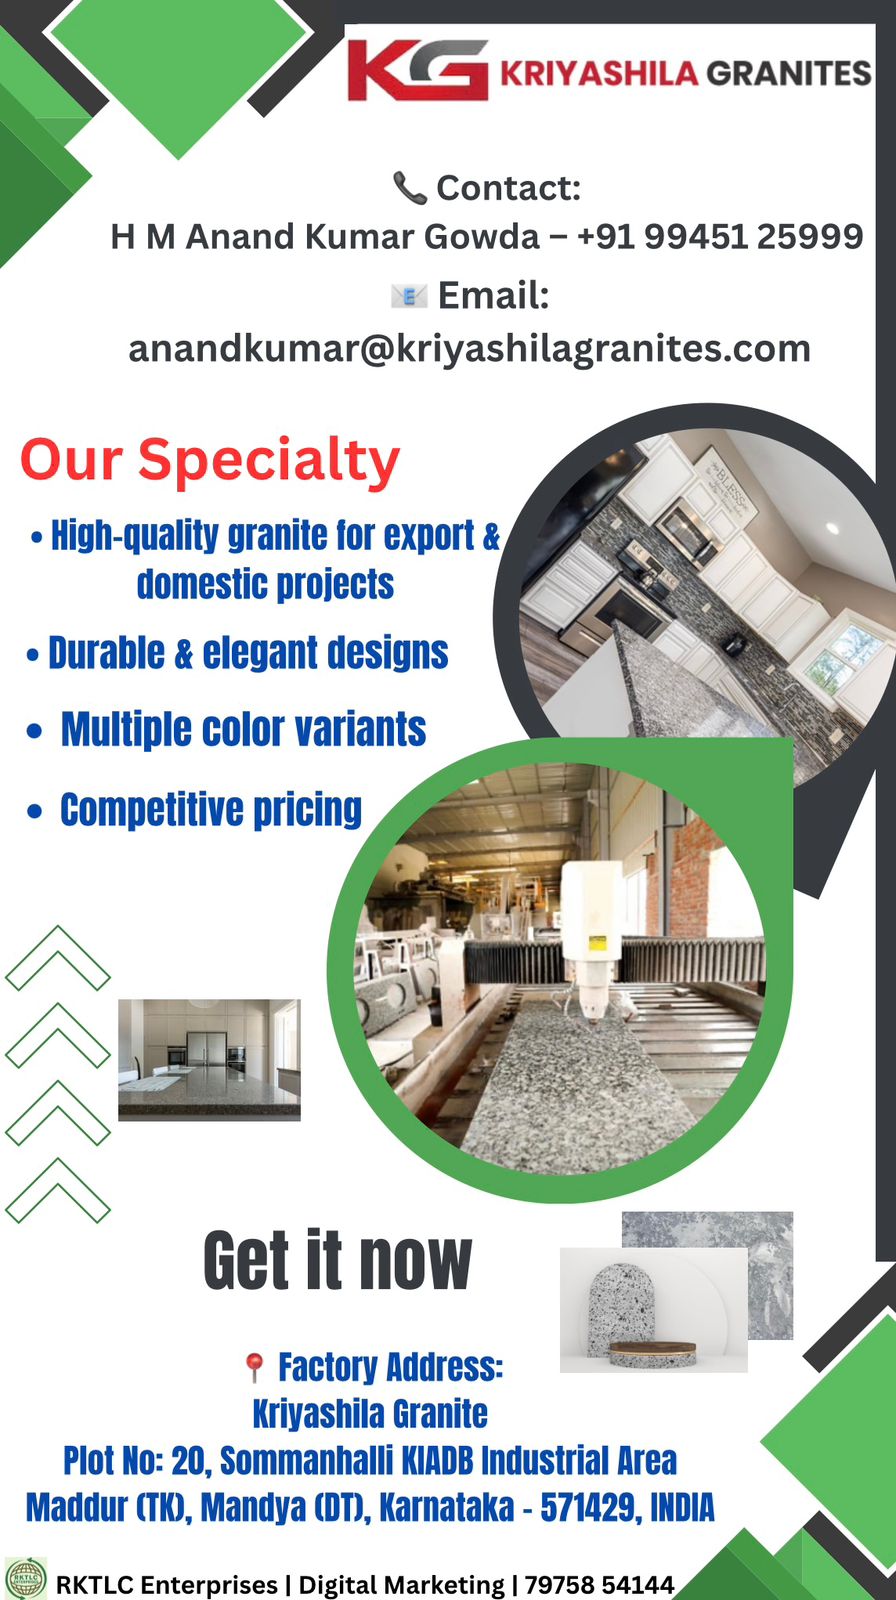 KG KRIYASHILA GRANITES
📞 Contact:
H M Anand Kumar Gowda – +91 99451 25999
📧 Email:
anandkumar@kriyashilagranites.com
Our Specialty
• High-quality granite for export &
domestic projects
• Durable & elegant designs
• Multiple color variants
• Competitive pricing
BLESS
Get it now
📍 Factory Address:
Kriyashila Granite
Plot No: 20, Sommanhalli KIADB Industrial Area
Maddur (TK), Mandya (DT), Karnataka - 571429, INDIA
RKTLC
RKTLC Enterprises | Digital Marketing | 79758 54144